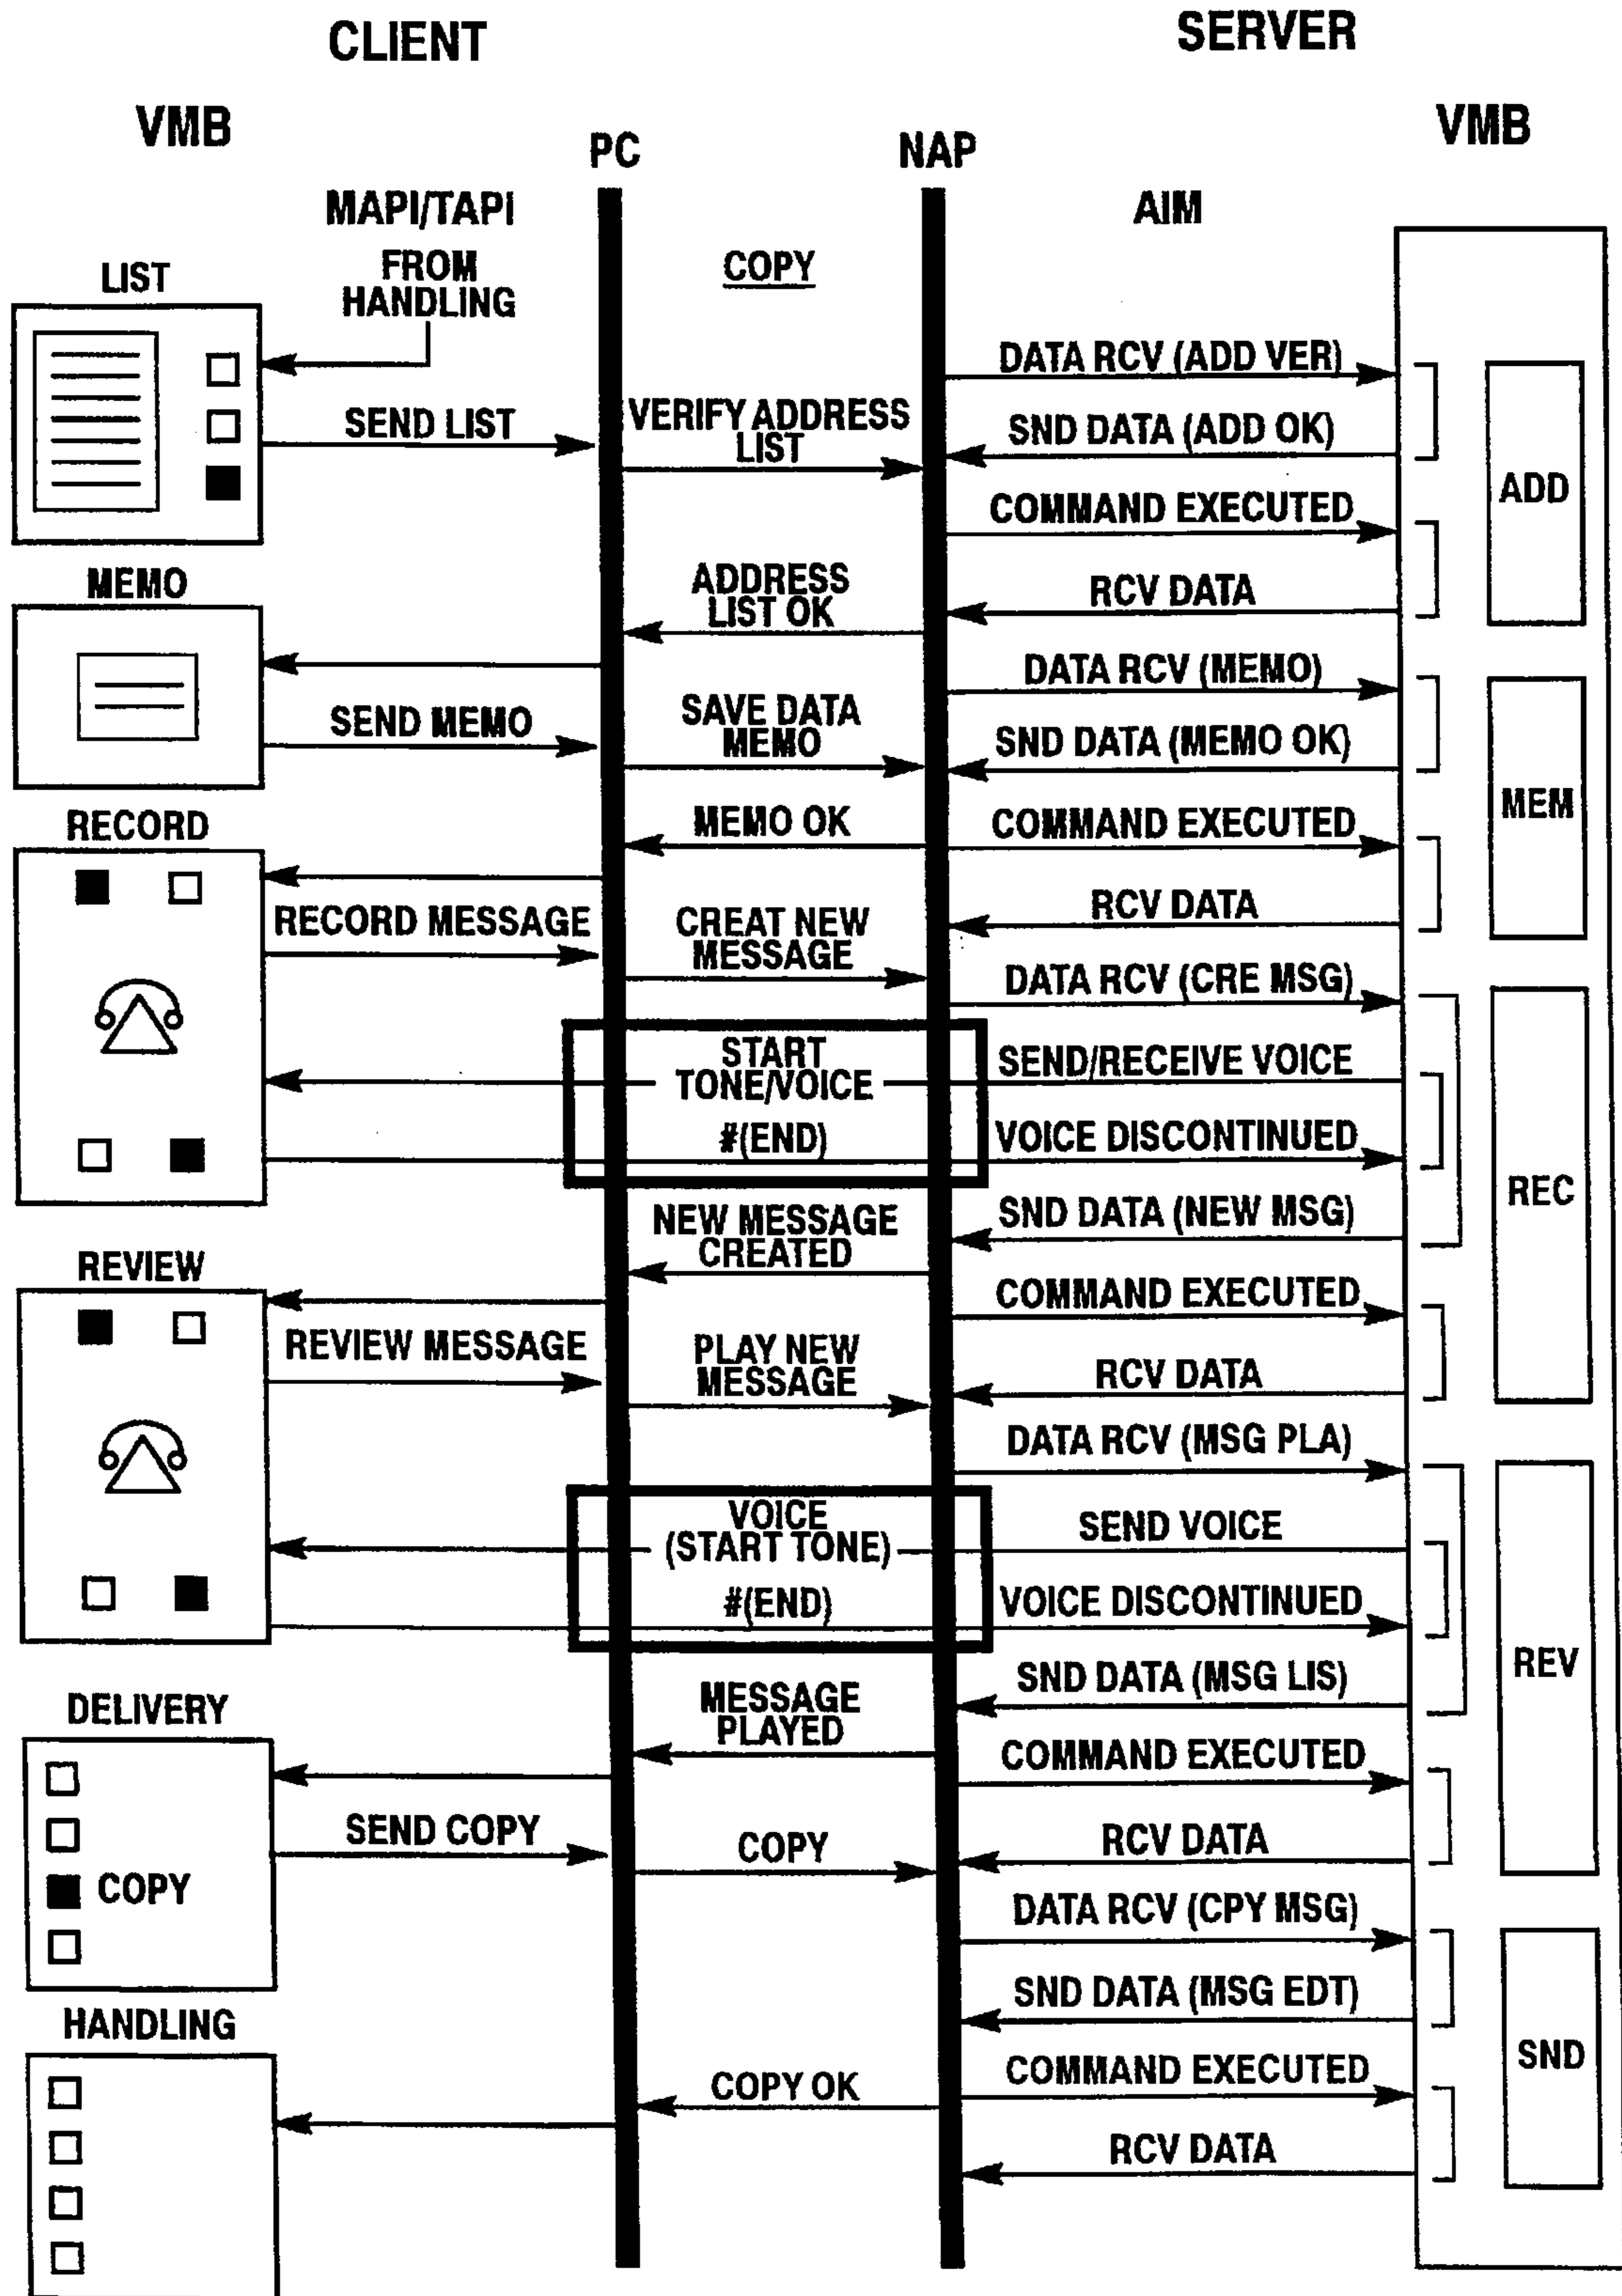 CLIENT
SERVER
VMB
VMB
PC
NAP
MAPI/TAPI
AIM
FROM
HANDLING
COPY
LIST
DATA RCV (ADD VER)
SEND LIST
VERIFY ADDRESS
LIST
SND DATA (ADD OK)
ADD
COMMAND EXECUTED
MEMO
ADDRESS
LIST OK
RCV DATA
DATA RCV (MEMO)
SEND MEMO
SAVE DATA
MEMO
SND DATA (MEMO OK)
MEM
RECORD
MEMO OK
COMMAND EXECUTED
RCV DATA
RECORD MESSAGE
CREAT NEW
MESSAGE
DATA RCV (CRE MSG)
START
TONE/VOICE
SEND/RECEIVE VOICE
#(END)
VOICE DISCONTINUED
REC
NEW MESSAGE
CREATED
SND DATA (NEW MSG)
REVIEW
COMMAND EXECUTED
REVIEW MESSAGE
PLAY NEW
MESSAGE
RCV DATA
DATA RCV (MSG PLA)
VOICE
(START TONE)
SEND VOICE
#(END)
VOICE DISCONTINUED
REV
SND DATA (MSG LIS)
DELIVERY
MESSAGE
PLAYED
COMMAND EXECUTED
SEND COPY
COPY
RCV DATA
COPY
DATA RCV (CPY MSG)
SND DATA (MSG EDT)
HANDLING
SND
COPY OK
COMMAND EXECUTED
RCV DATA